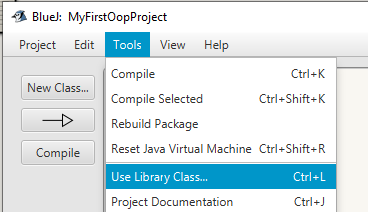 BlueJ: MyFirstOopProject
Project Edit Tools View Help
New Class...
Compile
Compile Ctrl+K
Compile Selected Ctrl+Shift+K
Rebuild Package
Reset Java Virtual Machine Ctrl+Shift+R
Use Library Class... Ctrl+L
Project Documentation Ctrl+J